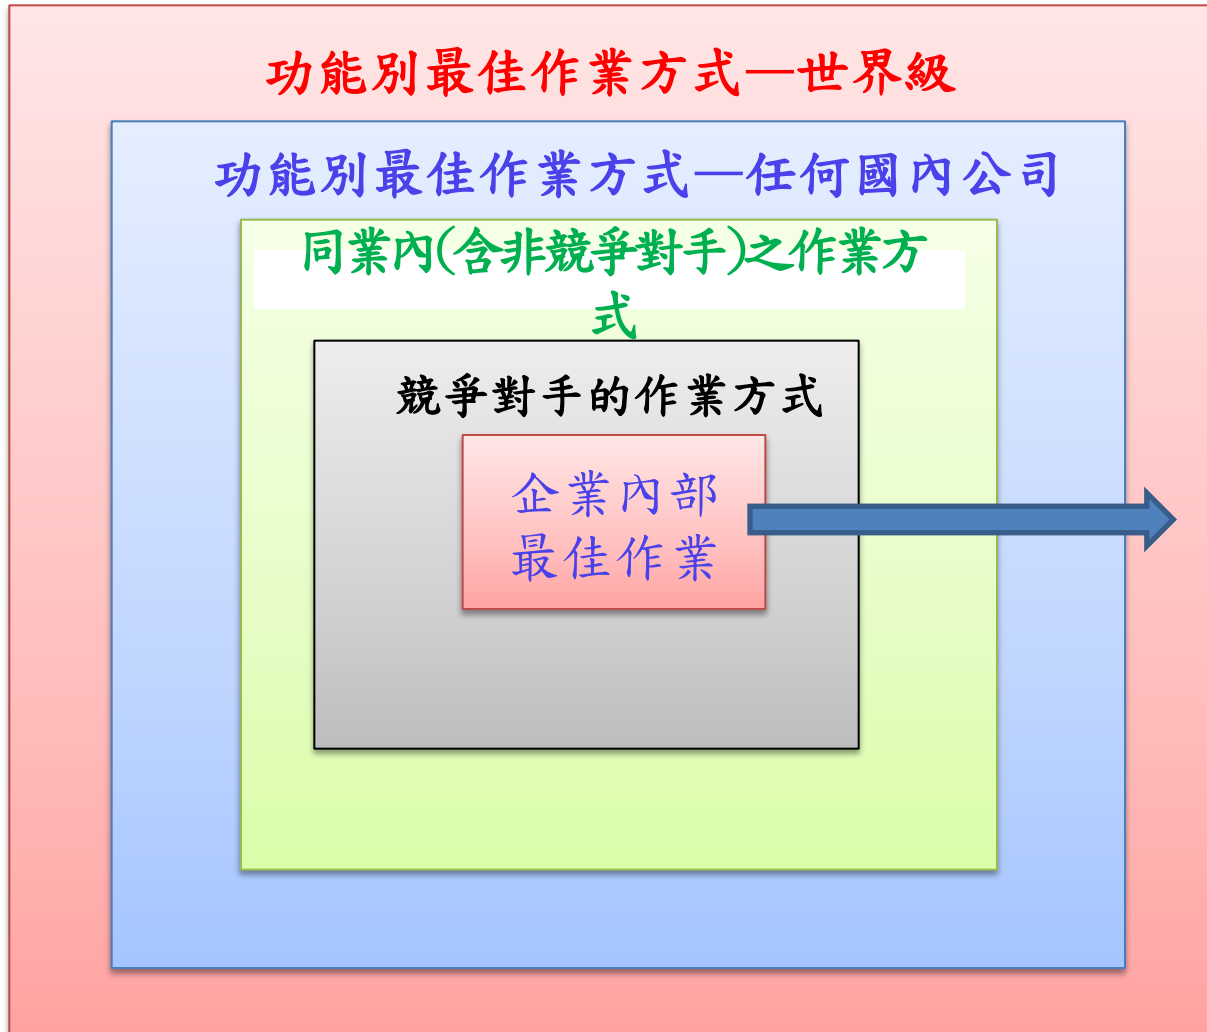 功能別最佳作業方式—世界級
功能別最佳作業方式—任何國內公司
同業內(含非競爭對手)之作業方
式
競爭對手的作業方式
企業內部
最佳作業